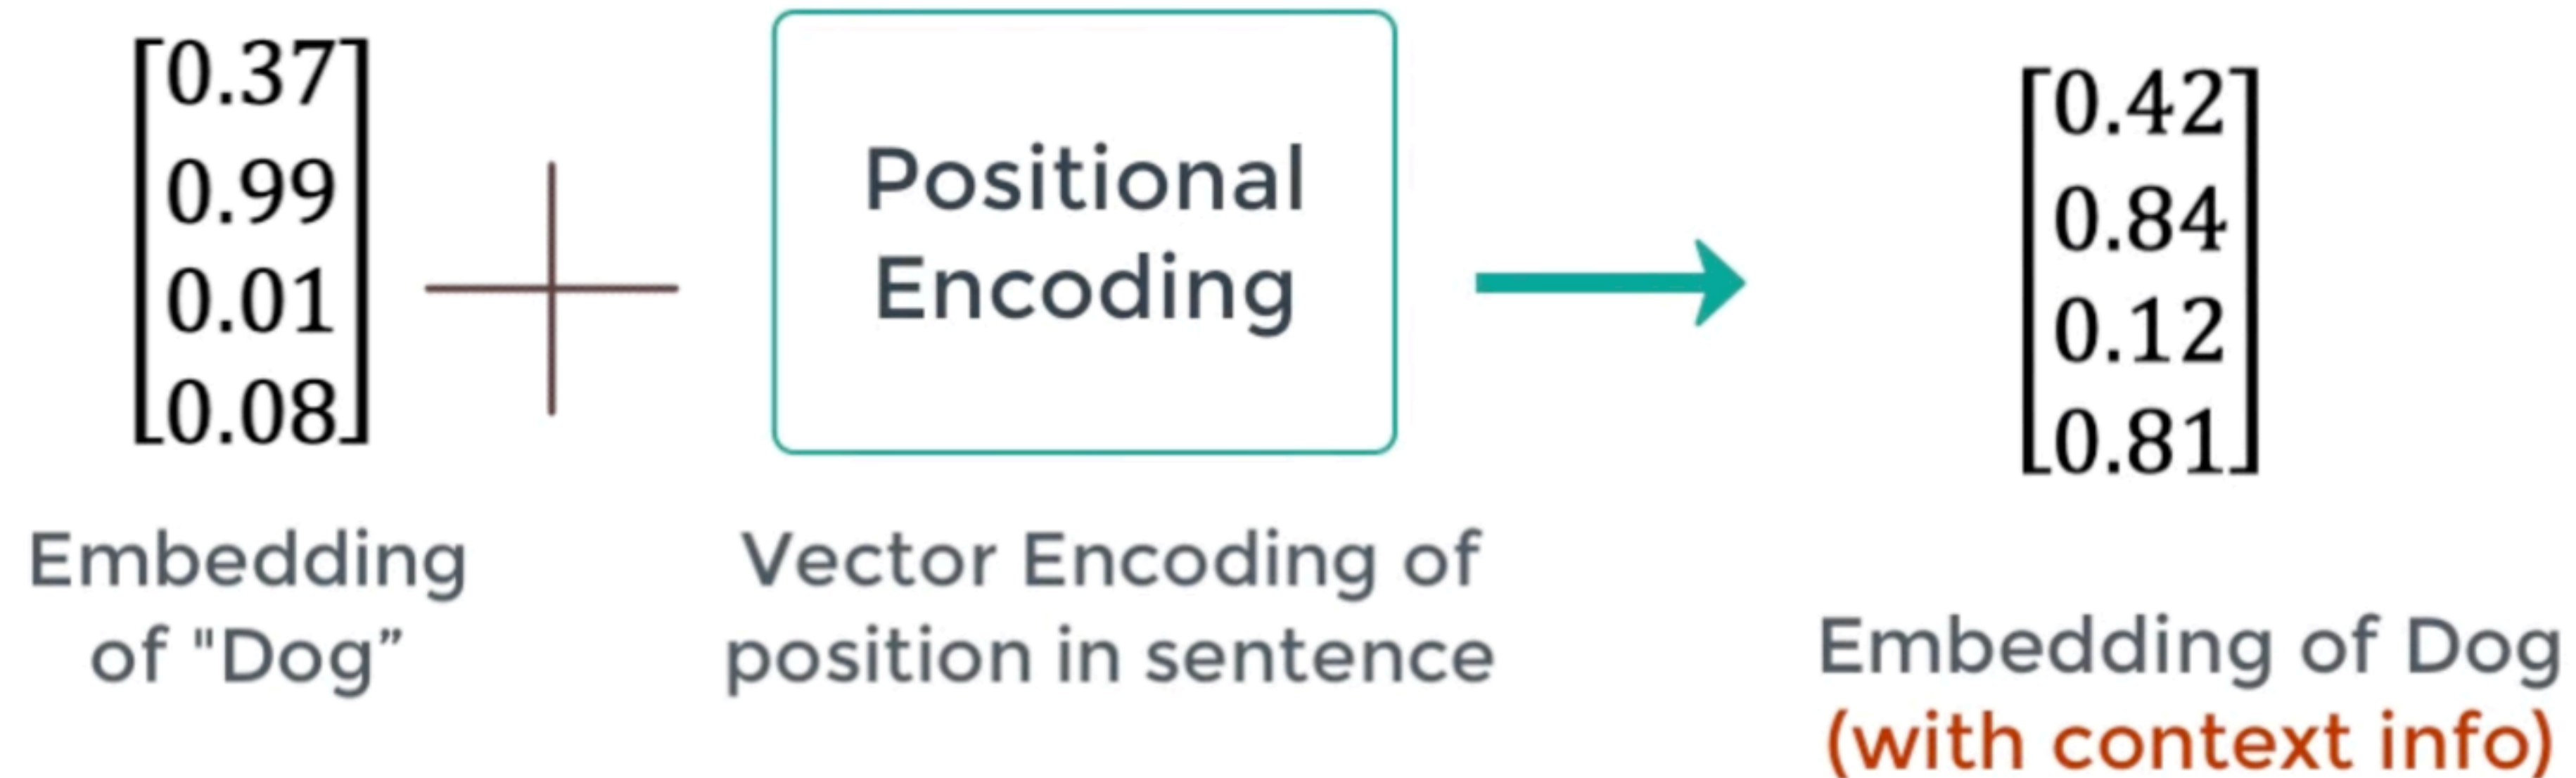 0.37
0.99
0.01
0.08
Positional
Encoding
0.42
0.84
0.12
0.81
Embedding
of "Dog”
Vector Encoding of
position in sentence
Embedding of Dog
(with context info)